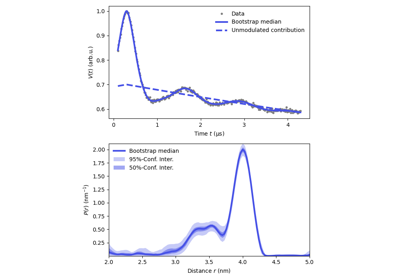 1.0
0.9
0.8
0.7
0.6
V(t) (arb.u.)
Data
Bootstrap median
Unmodulated contribution
0 1 2 3 4
Time t (μs)
2.00
1.75
1.50
1.25
1.00
0.75
0.50
0.25
P(r) (nm⁻¹)
Bootstrap median
95%-Conf. Inter.
50%-Conf. Inter.
2.0 2.5 3.0 3.5 4.0 4.5 5.0
Distance r (nm)